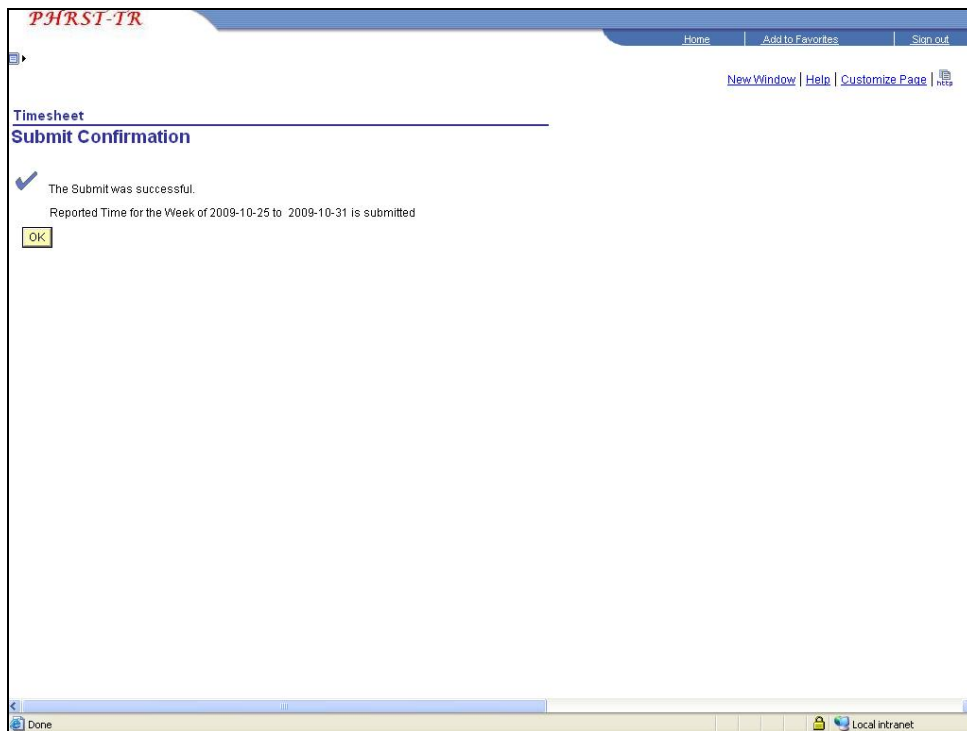 PHRST-TR
Home Add to Favorites Sign out
New Window | Help | Customize Page | http
Timesheet
Submit Confirmation
The Submit was successful.
Reported Time for the Week of 2009-10-25 to 2009-10-31 is submitted
OK
Done Local intranet